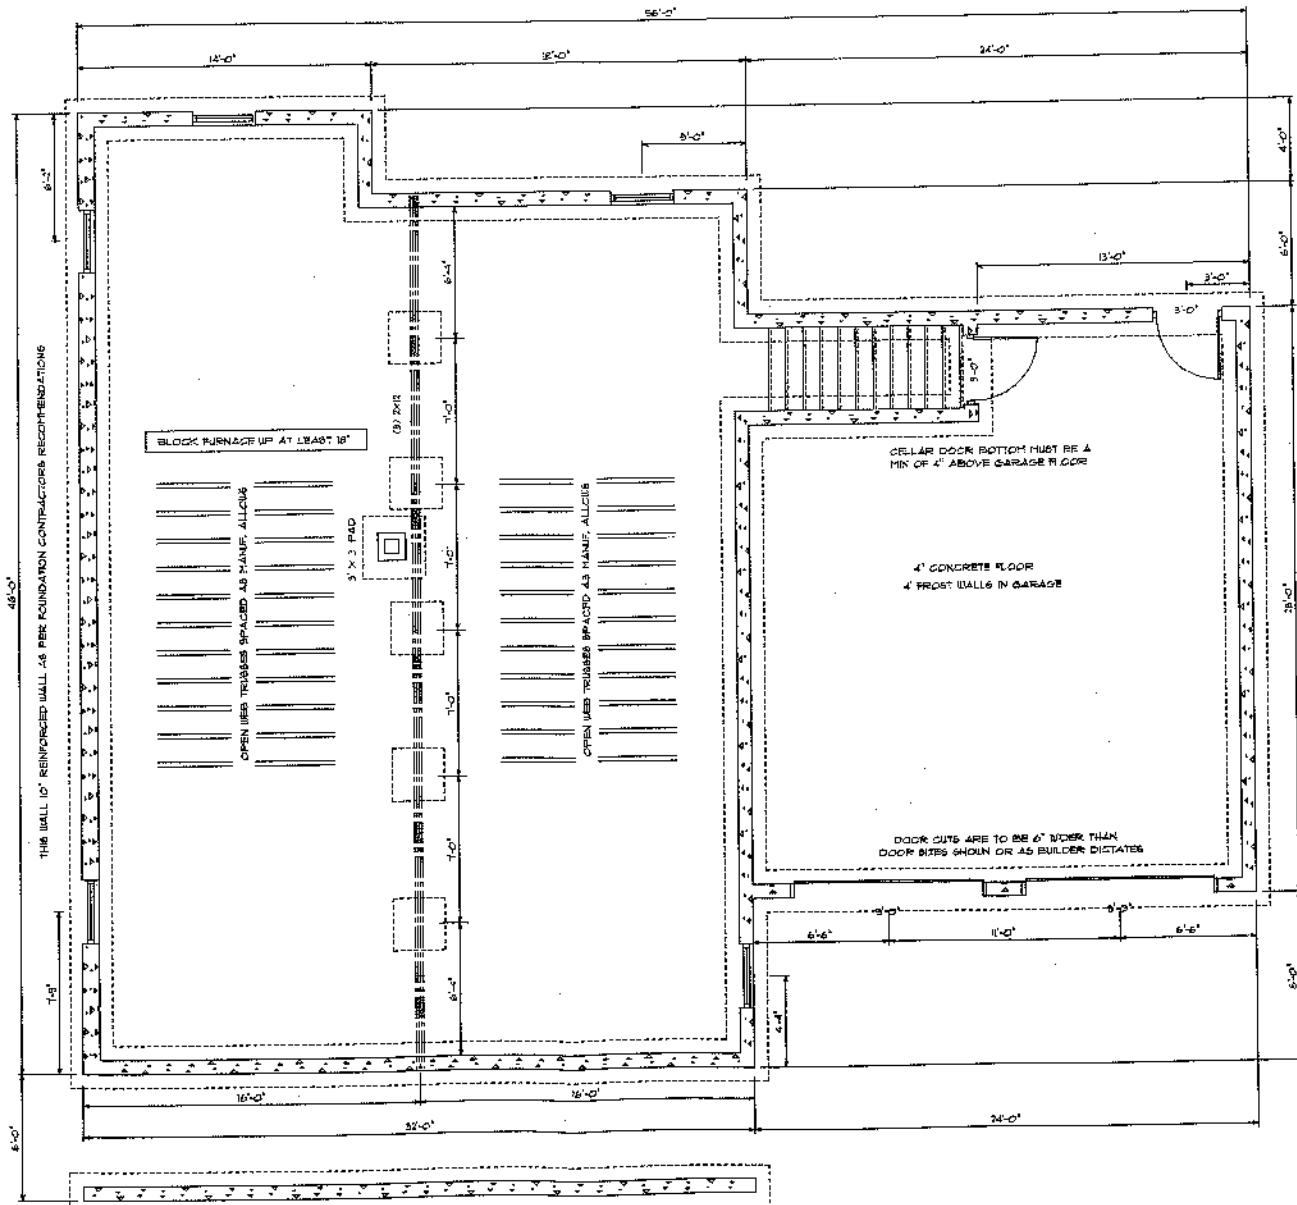 56'-0"
14'-0"
18'-0"
24'-0"
9'-0"
4'-0"
6'-0"
13'-0"
3'-0"
3'-0"
6'-2"
46'-0"
THIS WALL 10" REINFORCED WALL AS PER FOUNDATION CONTRACTORS RECOMMENDATIONS
6'-4"
7'-0"
(3) 2X12
BLOCK FURNACE UP AT LEAST 18"
3' X 3' PAD
OPEN WEB TRUSSES SPACED AS MANUF. ALLOWS
7'-0"
7'-0"
7'-0"
6'-4"
OPEN WEB TRUSSES SPACED AS MANUF. ALLOWS
3'-0"
CELLAR DOOR BOTTOM MUST BE A
MIN OF 4" ABOVE GARAGE FLOOR
4" CONCRETE FLOOR
4' FROST WALLS IN GARAGE
28'-0"
DOOR CUTS ARE TO BE 6" WIDER THAN
DOOR SIZES SHOWN OR AS BUILDER DICTATES
6'-6"
11'-0"
6'-6"
4'-4"
7'-9"
16'-0"
16'-0"
32'-0"
24'-0"
6'-0"